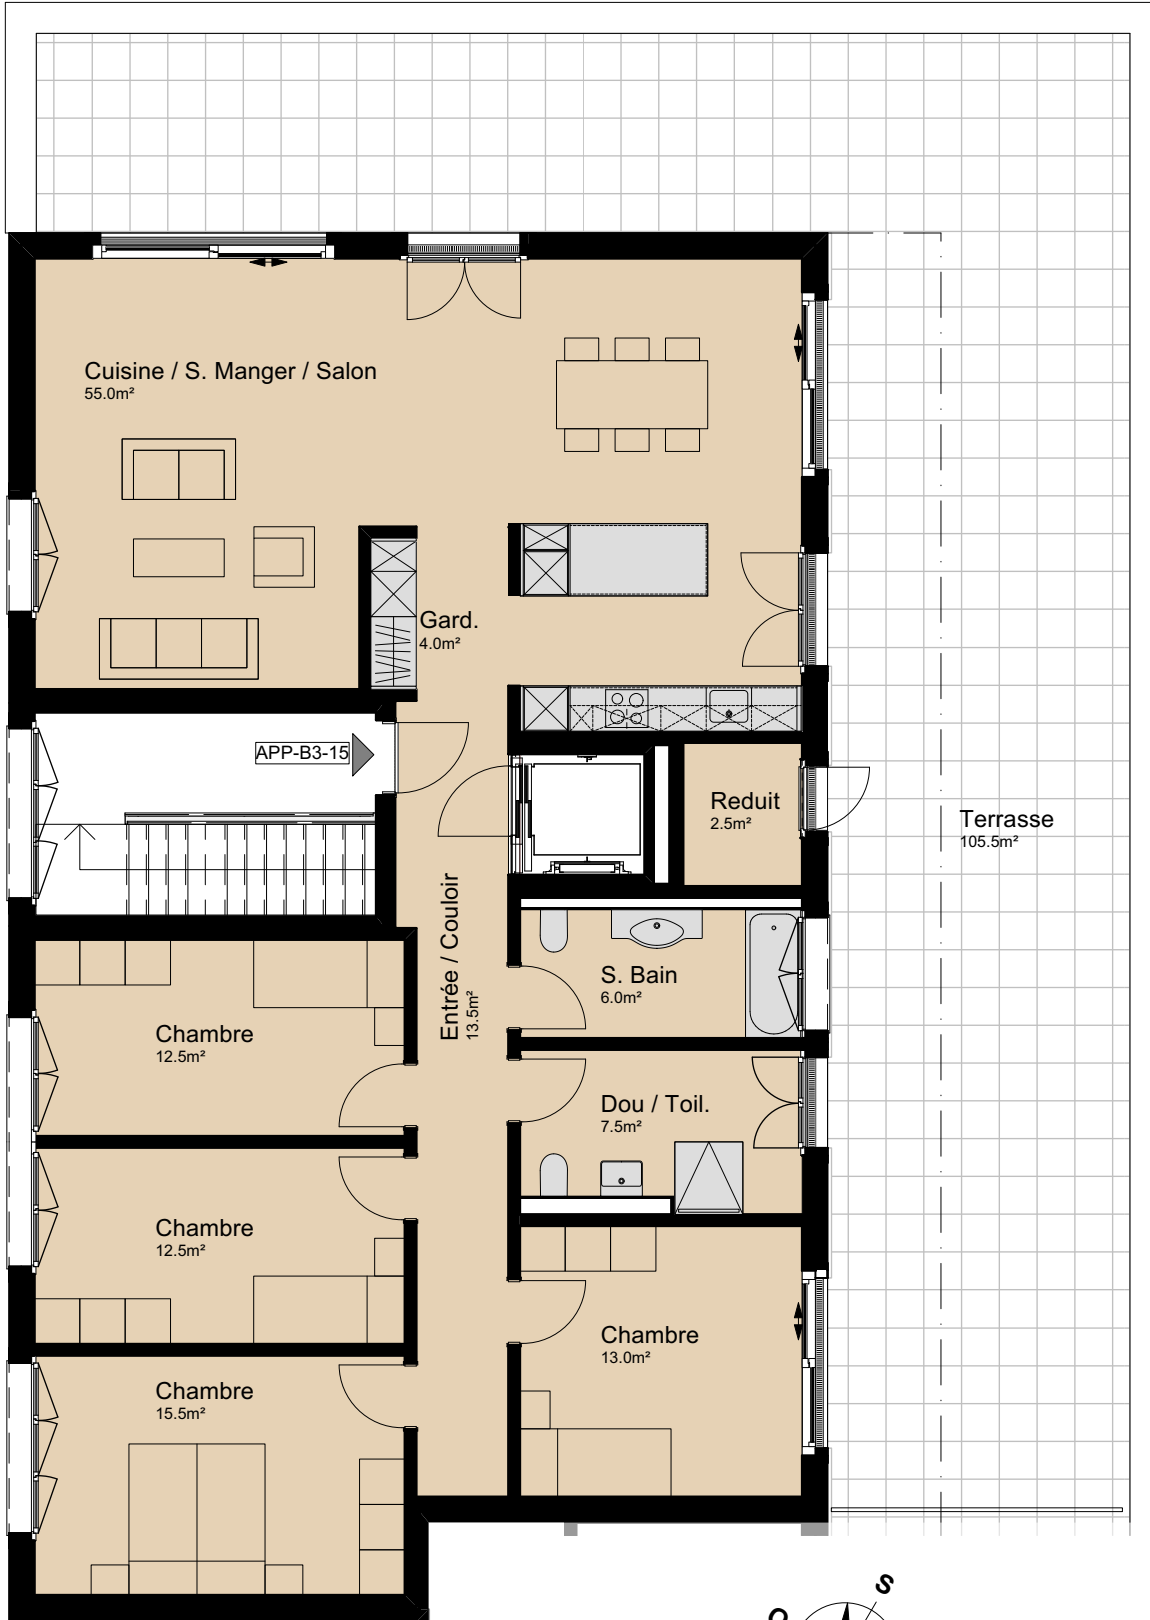 Cuisine / S. Manger / Salon
55.0m²
Gard.
4.0m²
APP-B3-15
Reduit
2.5m²
Terrasse
105.5m²
Entrée / Couloir
13.5m²
S. Bain
6.0m²
Chambre
12.5m²
Dou / Toil.
7.5m²
Chambre
12.5m²
Chambre
13.0m²
Chambre
15.5m²
S